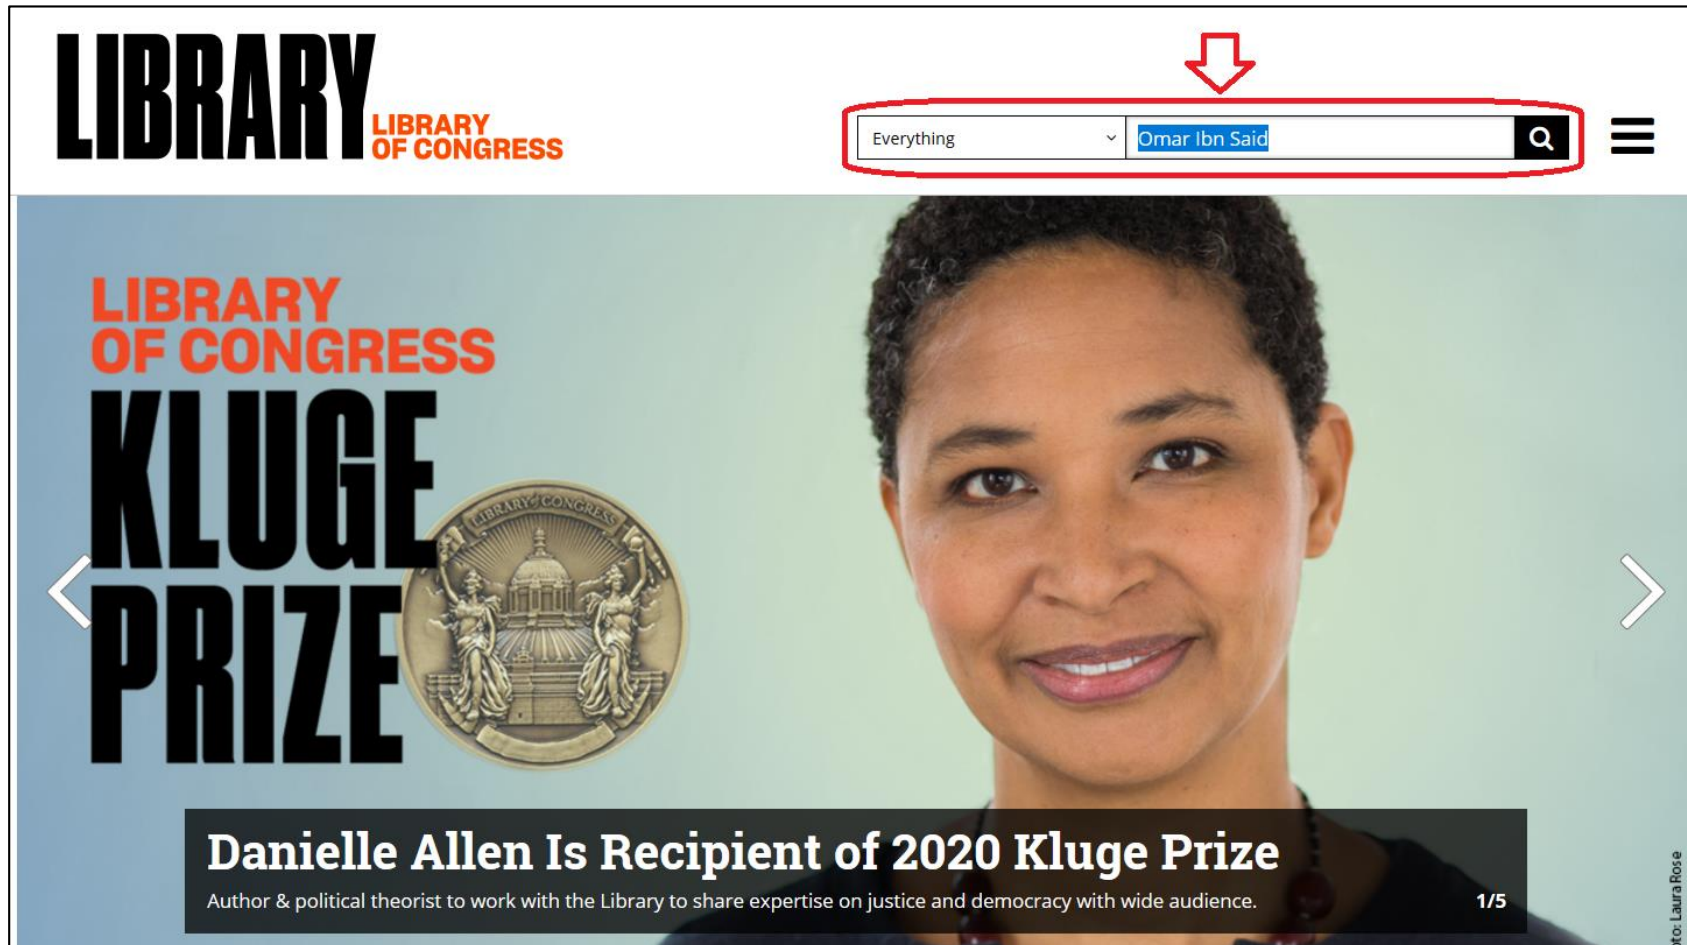 LIBRARY
LIBRARY
OF CONGRESS
Everything
Omar Ibn Said
LIBRARY
OF CONGRESS
KLUGE
PRIZE
LIBRARY OF CONGRESS
Danielle Allen Is Recipient of 2020 Kluge Prize
Author & political theorist to work with the Library to share expertise on justice and democracy with wide audience.
1/5
oto: Laura Rose